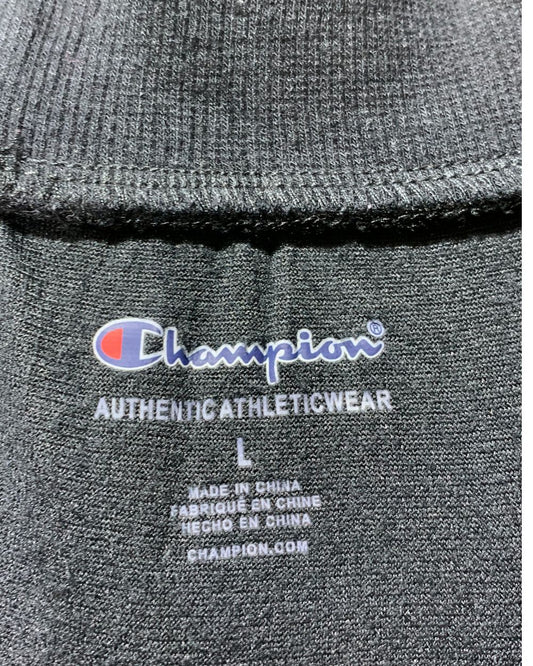 Champion®
AUTHENTIC ATHLETICWEAR
L
MADE IN CHINA
FABRIQUÉ EN CHINE
HECHO EN CHINA
CHAMPION.COM